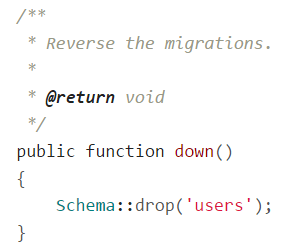 /**
 * Reverse the migrations.
 *
 * @return void
 */
public function down()
{
    Schema::drop('users');
}